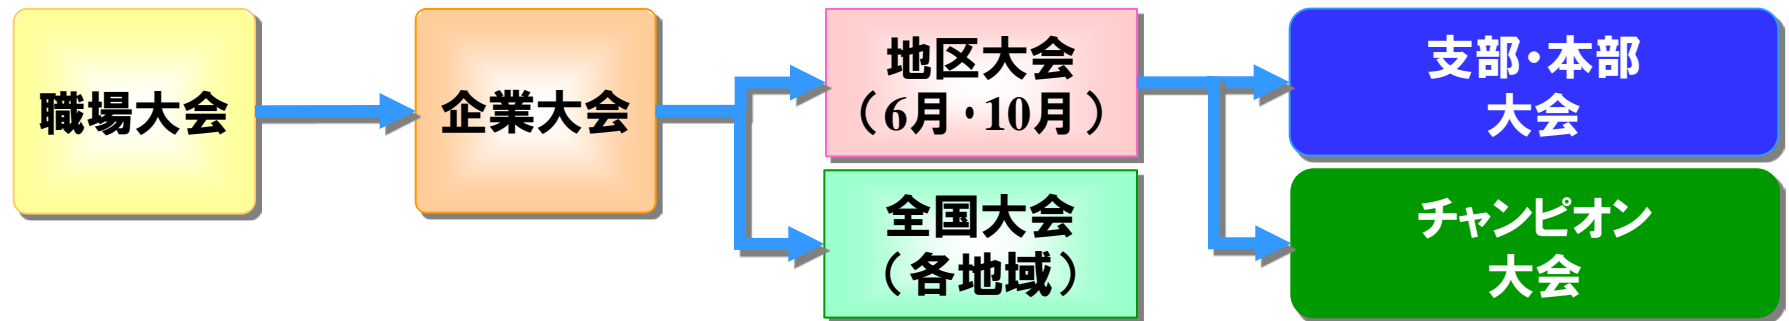 職場大会
企業大会
地区大会
（6月・10月）
全国大会
（各地域）
支部・本部
大会
チャンピオン
大会